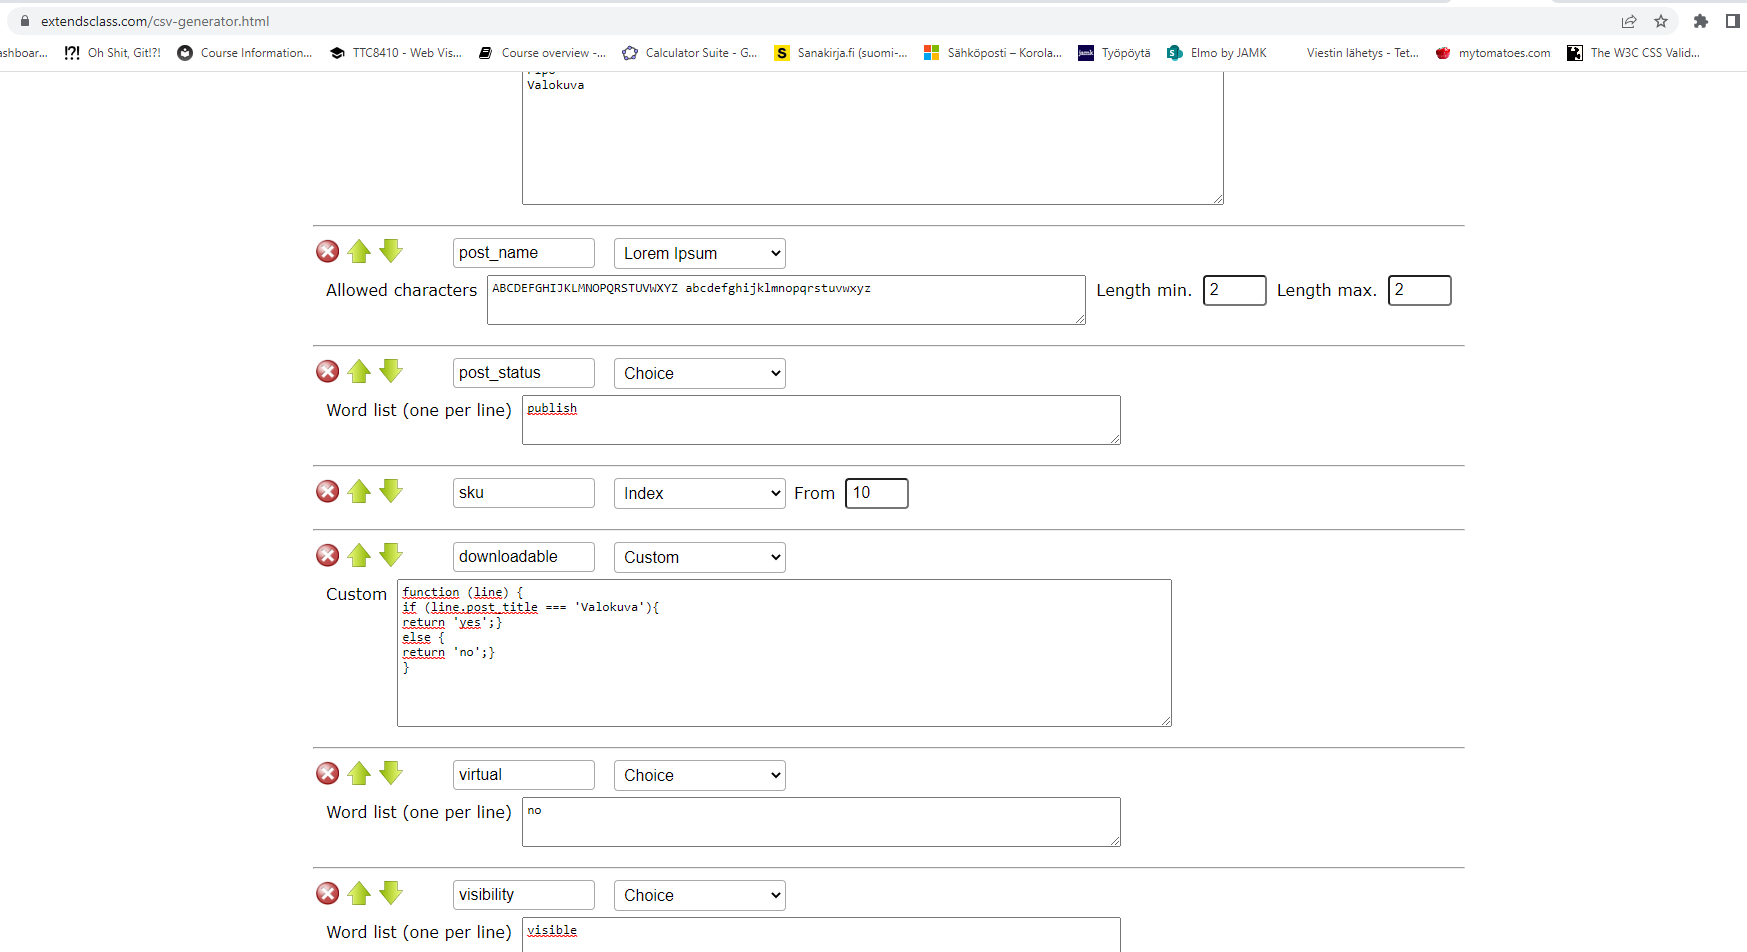 extendsclass.com/csv-generator.html
ashboar... !?! Oh Shit, Git!?! Course Information... TTC8410 - Web Vis... Course overview -... Calculator Suite - G... S Sanakirja.fi (suomi-... Sähköposti – Korola... jamk Työpöytä S Elmo by JAMK Viestin lähetys - Tet... mytomatoes.com The W3C CSS Valid...
Valokuva
post_name Lorem Ipsum
Allowed characters ABCDEFGHIJKLMNOPQRSTUVWXYZ abcdefghijklmnopqrstuvwxyz Length min. 2 Length max. 2
post_status Choice
Word list (one per line) publish
sku Index From 10
downloadable Custom
Custom function (line) {
if (line.post_title === 'Valokuva'){
return 'yes';}
else {
return 'no';}
}
virtual Choice
Word list (one per line) no
visibility Choice
Word list (one per line) visible